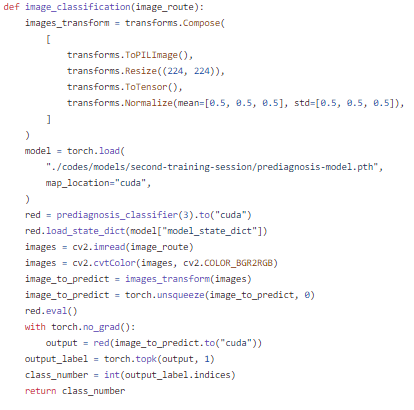 def image_classification(image_route):
    images_transform = transforms.Compose(
        [
            transforms.ToPILImage(),
            transforms.Resize((224, 224)),
            transforms.ToTensor(),
            transforms.Normalize(mean=[0.5, 0.5, 0.5], std=[0.5, 0.5, 0.5]),
        ]
    )
    model = torch.load(
        "./codes/models/second-training-session/prediagnosis-model.pth",
        map_location="cuda",
    )
    red = prediagnosis_classifier(3).to("cuda")
    red.load_state_dict(model["model_state_dict"])
    images = cv2.imread(image_route)
    images = cv2.cvtColor(images, cv2.COLOR_BGR2RGB)
    image_to_predict = images_transform(images)
    image_to_predict = torch.unsqueeze(image_to_predict, 0)
    red.eval()
    with torch.no_grad():
        output = red(image_to_predict.to("cuda"))
    output_label = torch.topk(output, 1)
    class_number = int(output_label.indices)
    return class_number